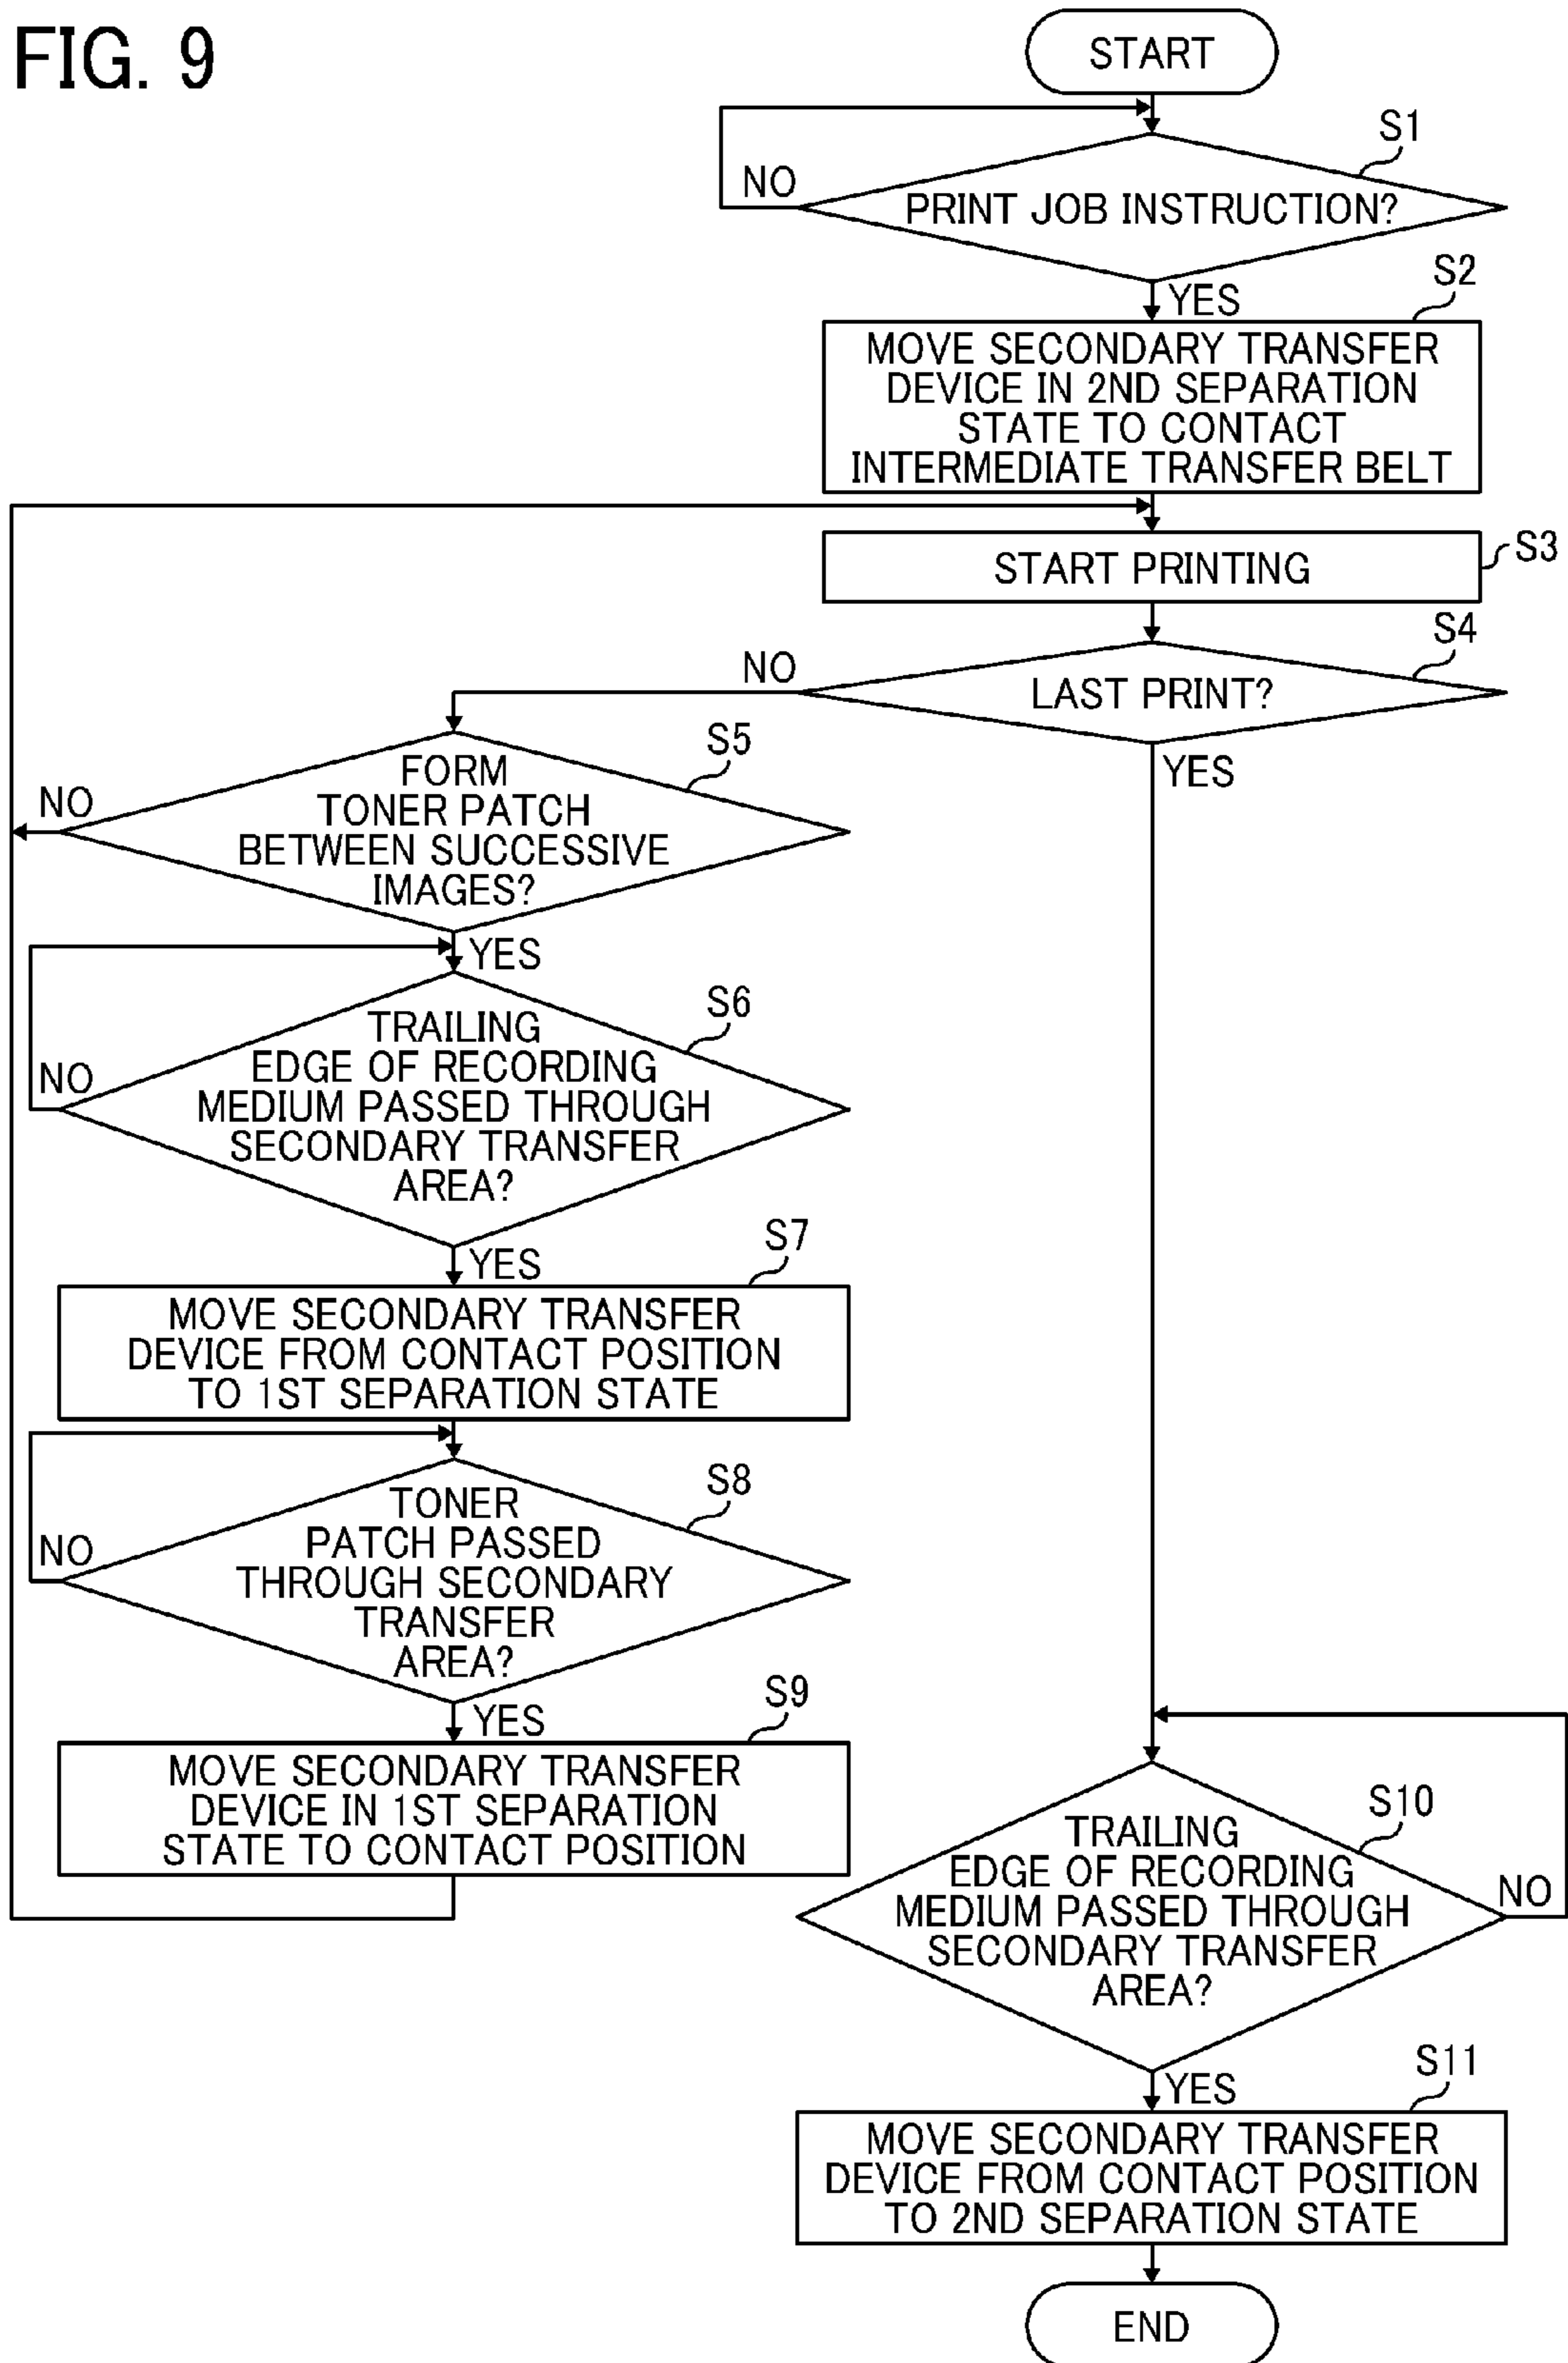 FIG. 9
START
S1
NO
PRINT JOB INSTRUCTION?
YES
S2
MOVE SECONDARY TRANSFER
DEVICE IN 2ND SEPARATION
STATE TO CONTACT
INTERMEDIATE TRANSFER BELT
START PRINTING
S3
S4
NO
LAST PRINT?
YES
S5
NO
FORM
TONER PATCH
BETWEEN SUCCESSIVE
IMAGES?
YES
S6
NO
TRAILING
EDGE OF RECORDING
MEDIUM PASSED THROUGH
SECONDARY TRANSFER
AREA?
YES
S7
MOVE SECONDARY TRANSFER
DEVICE FROM CONTACT POSITION
TO 1ST SEPARATION STATE
S8
NO
TONER
PATCH PASSED
THROUGH SECONDARY
TRANSFER
AREA?
YES
S9
MOVE SECONDARY TRANSFER
DEVICE IN 1ST SEPARATION
STATE TO CONTACT POSITION
S10
TRAILING
EDGE OF RECORDING
MEDIUM PASSED THROUGH
SECONDARY TRANSFER
AREA?
NO
YES
S11
MOVE SECONDARY TRANSFER
DEVICE FROM CONTACT POSITION
TO 2ND SEPARATION STATE
END